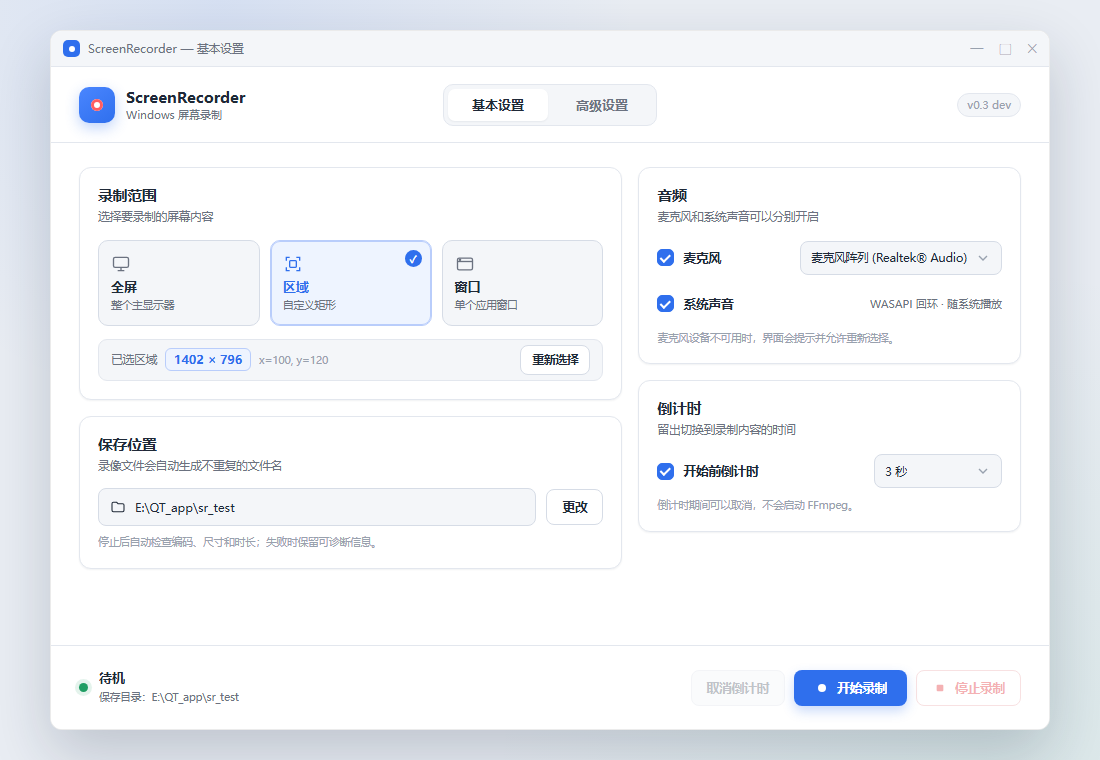 ScreenRecorder — 基本设置
ScreenRecorder
Windows 屏幕录制
基本设置
高级设置
v0.3 dev
录制范围
选择要录制的屏幕内容
全屏
整个主显示器
区域
自定义矩形
窗口
单个应用窗口
已选区域 1402 × 796 x=100, y=120 重新选择
保存位置
录像文件会自动生成不重复的文件名
E:\QT_app\sr_test 更改
停止后自动检查编码、尺寸和时长；失败时保留可诊断信息。
音频
麦克风和系统声音可以分别开启
麦克风 麦克风阵列 (Realtek® Audio)
系统声音 WASAPI 回环 · 随系统播放
麦克风设备不可用时，界面会提示并允许重新选择。
倒计时
留出切换到录制内容的时间
开始前倒计时 3 秒
倒计时期间可以取消，不会启动 FFmpeg。
待机
保存目录：E:\QT_app\sr_test
取消倒计时 开始录制 停止录制